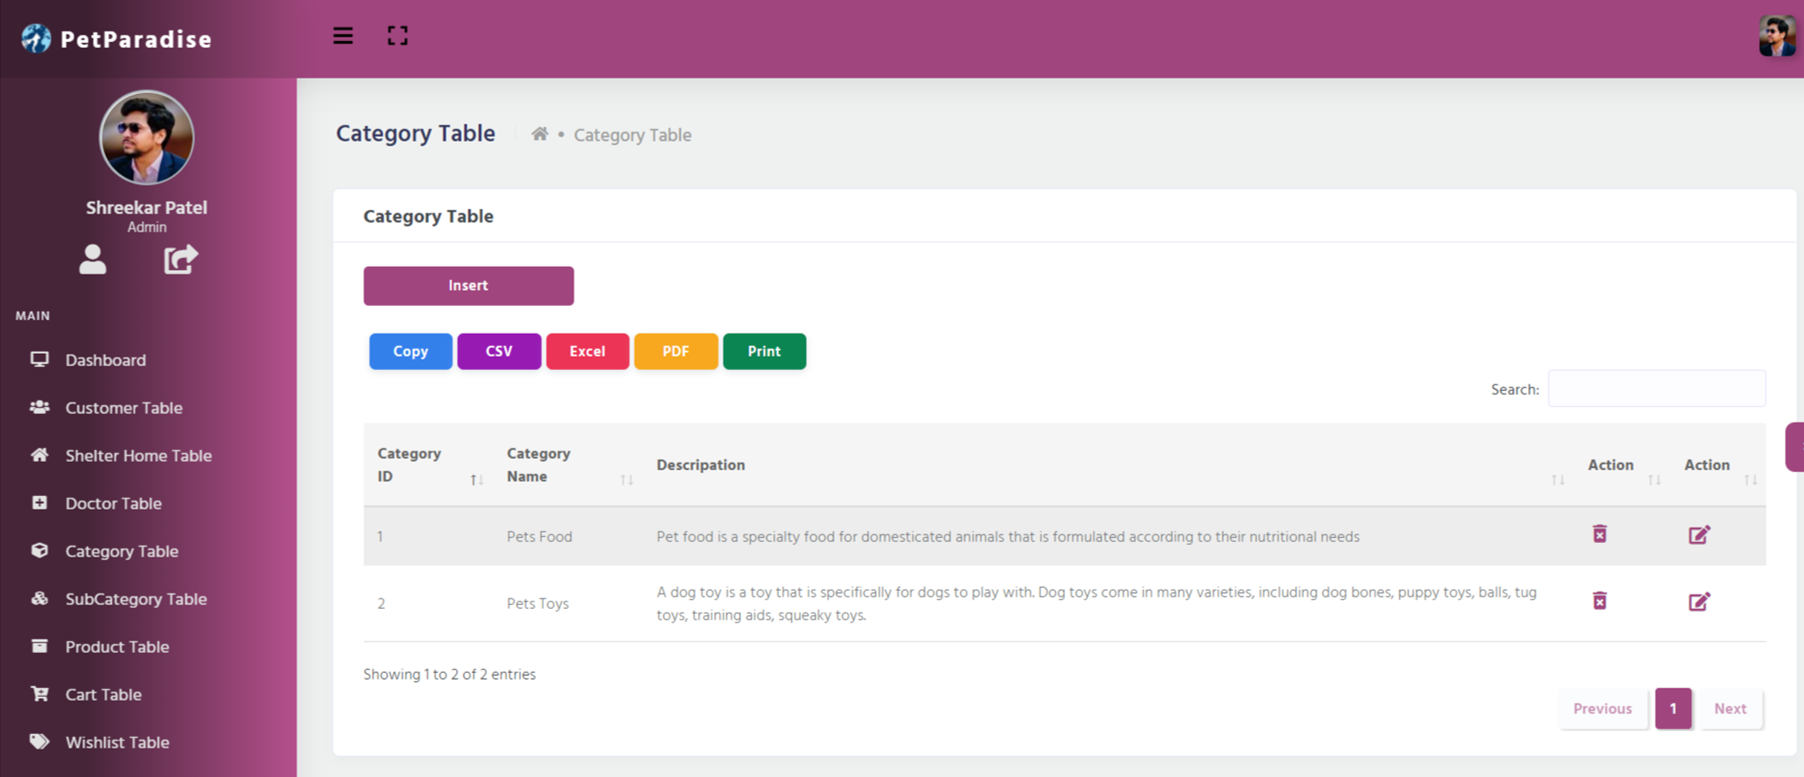 PetParadise
Shreekar Patel
Admin
MAIN
Dashboard
Customer Table
Shelter Home Table
Doctor Table
Category Table
SubCategory Table
Product Table
Cart Table
Wishlist Table
Category Table
Category Table
Category Table
Insert
Copy CSV Excel PDF Print
Search:
Category ID Category Name Descripation Action Action
1 Pets Food Pet food is a specialty food for domesticated animals that is formulated according to their nutritional needs
2 Pets Toys A dog toy is a toy that is specifically for dogs to play with. Dog toys come in many varieties, including dog bones, puppy toys, balls, tug
toys, training aids, squeaky toys.
Showing 1 to 2 of 2 entries
Previous 1 Next